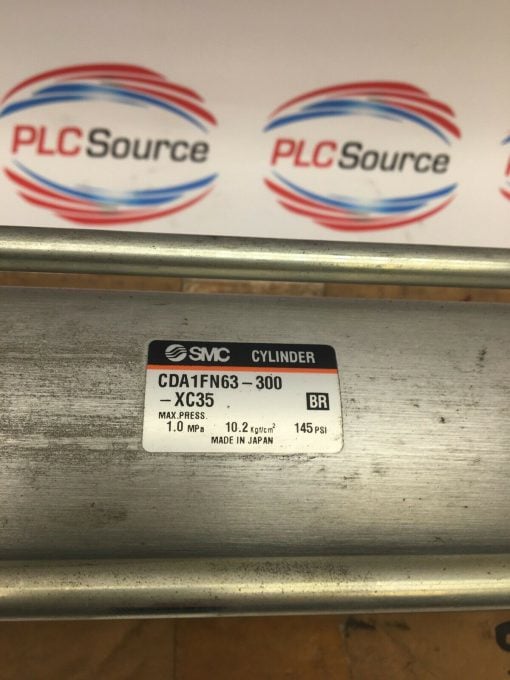 PLCSource PLCSource
SMC CYLINDER
CDA1FN63-300
-XC35 BR
MAX.PRESS.
1.0 MPa 10.2 Kgf/cm² 145 PSI
MADE IN JAPAN